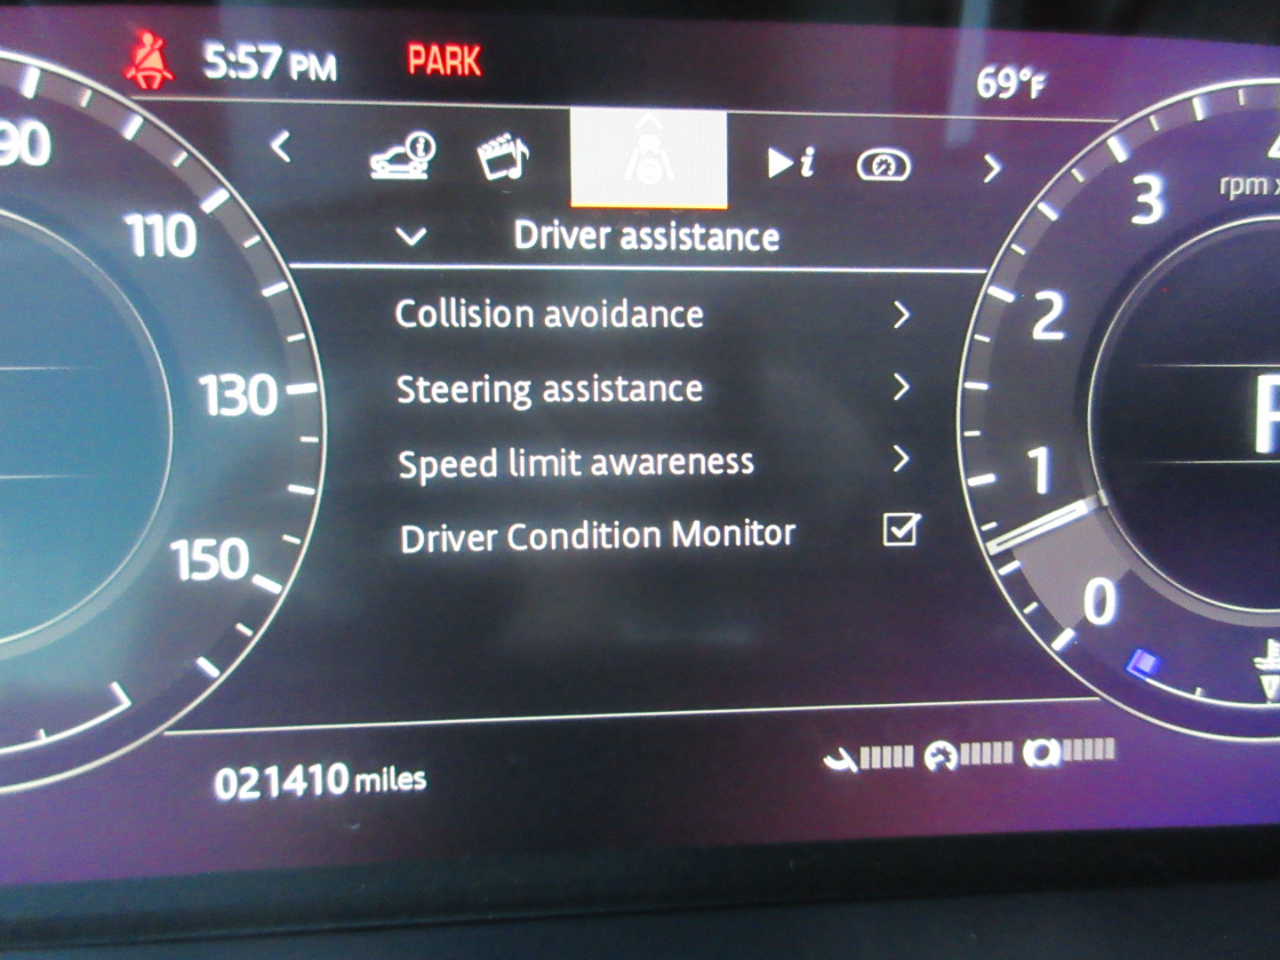 5:57 PM PARK 69°F
Driver assistance
Collision avoidance
Steering assistance
Speed limit awareness
Driver Condition Monitor
90
110
130
150
3
2
1
0
rpm x
021410 miles